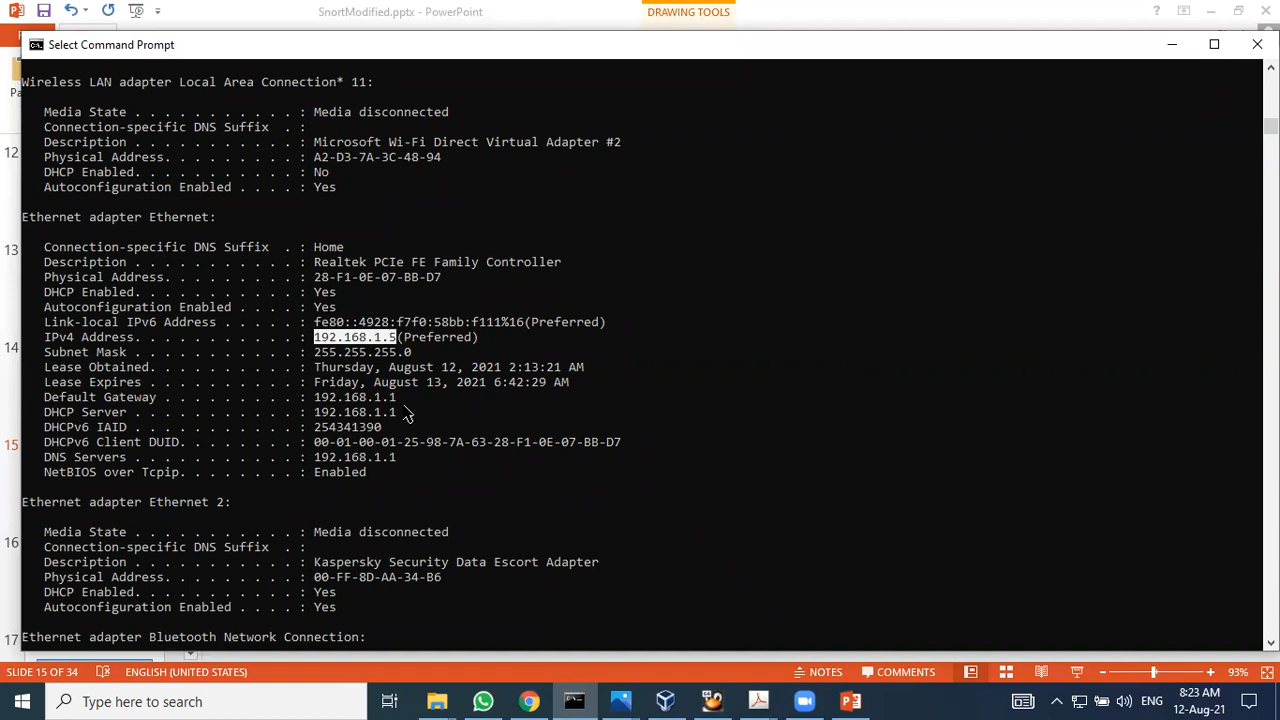 SnortModified.pptx - PowerPoint
DRAWING TOOLS
Select Command Prompt
Wireless LAN adapter Local Area Connection* 11:
Media State . . . . . . . . . . . : Media disconnected
Connection-specific DNS Suffix  . :
Description . . . . . . . . . . . : Microsoft Wi-Fi Direct Virtual Adapter #2
Physical Address. . . . . . . . . : A2-D3-7A-3C-48-94
DHCP Enabled. . . . . . . . . . . : No
Autoconfiguration Enabled . . . . : Yes
Ethernet adapter Ethernet:
Connection-specific DNS Suffix  . : Home
Description . . . . . . . . . . . : Realtek PCIe FE Family Controller
Physical Address. . . . . . . . . : 28-F1-0E-07-BB-D7
DHCP Enabled. . . . . . . . . . . : Yes
Autoconfiguration Enabled . . . . : Yes
Link-local IPv6 Address . . . . . : fe80::4928:f7f0:58bb:f111%16(Preferred)
IPv4 Address. . . . . . . . . . . : 192.168.1.5(Preferred)
Subnet Mask . . . . . . . . . . . : 255.255.255.0
Lease Obtained. . . . . . . . . . : Thursday, August 12, 2021 2:13:21 AM
Lease Expires . . . . . . . . . . : Friday, August 13, 2021 6:42:29 AM
Default Gateway . . . . . . . . . : 192.168.1.1
DHCP Server . . . . . . . . . . . : 192.168.1.1
DHCPv6 IAID . . . . . . . . . . . : 254341390
DHCPv6 Client DUID. . . . . . . . : 00-01-00-01-25-98-7A-63-28-F1-0E-07-BB-D7
DNS Servers . . . . . . . . . . . : 192.168.1.1
NetBIOS over Tcpip. . . . . . . . : Enabled
Ethernet adapter Ethernet 2:
Media State . . . . . . . . . . . : Media disconnected
Connection-specific DNS Suffix  . :
Description . . . . . . . . . . . : Kaspersky Security Data Escort Adapter
Physical Address. . . . . . . . . : 00-FF-8D-AA-34-B6
DHCP Enabled. . . . . . . . . . . : Yes
Autoconfiguration Enabled . . . . : Yes
Ethernet adapter Bluetooth Network Connection:
12
13
14
15
16
17
SLIDE 15 OF 34
ENGLISH (UNITED STATES)
NOTES
COMMENTS
93%
Type here to search
ENG
8:23 AM
12-Aug-21